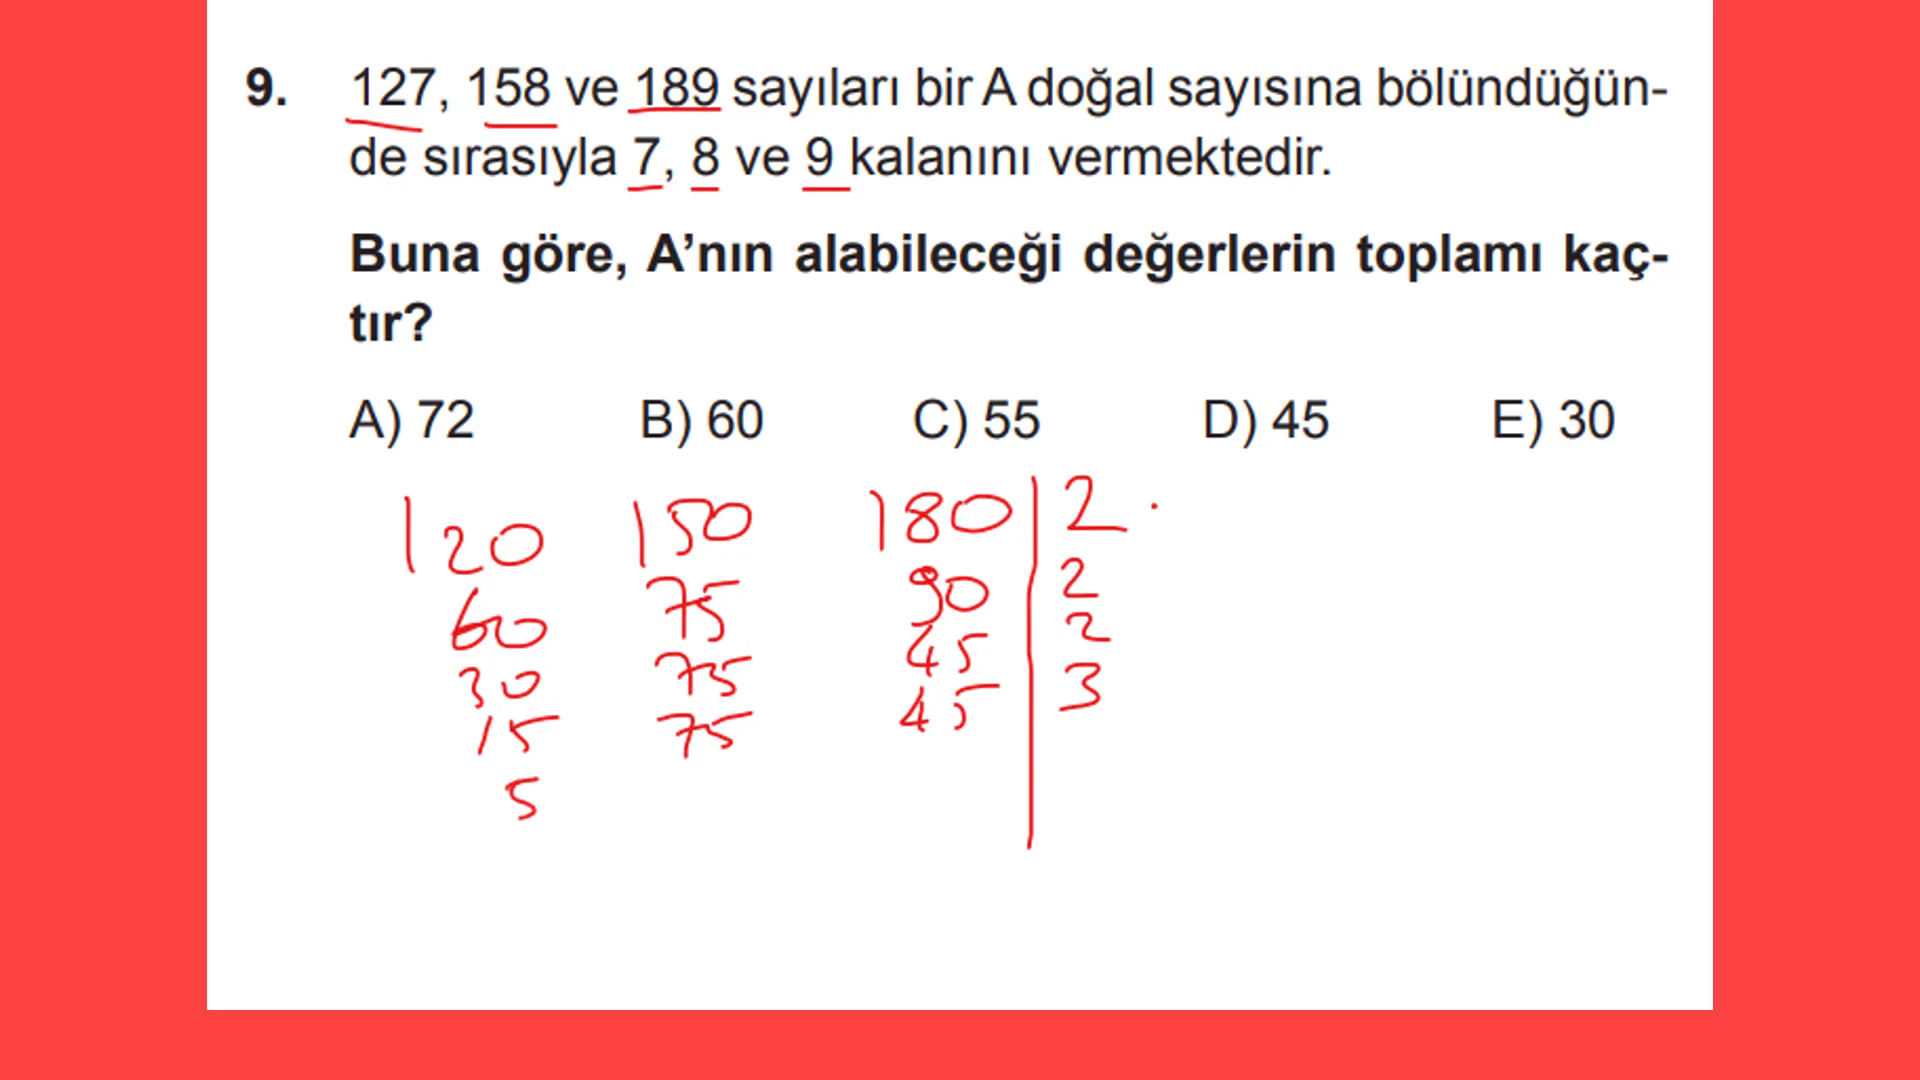 9. 127, 158 ve 189 sayıları bir A doğal sayısına bölündüğün-
de sırasıyla 7, 8 ve 9 kalanını vermektedir.
Buna göre, A’nın alabileceği değerlerin toplamı kaç-
tır?
A) 72 B) 60 C) 55 D) 45 E) 30
120 150 180 2 .
60 75 90 2
30 75 45 2
15 75 45 3
5